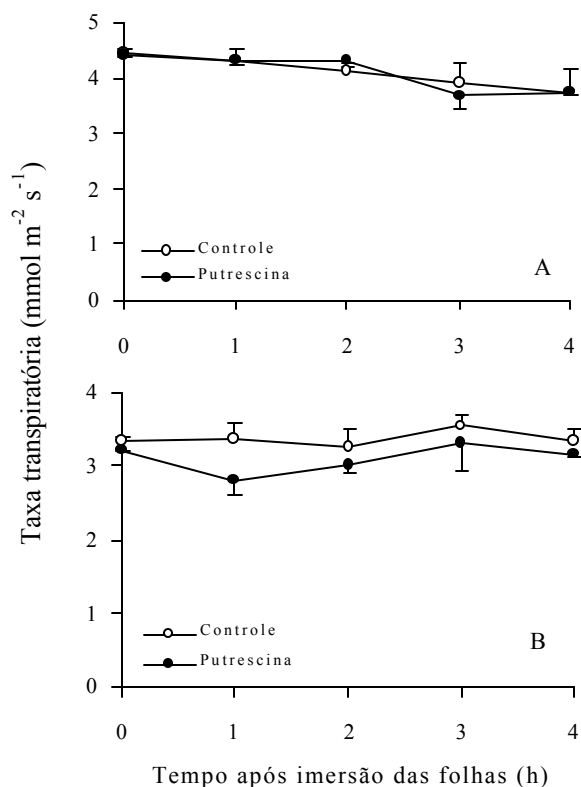 Taxa transpiratória (mmol m⁻² s⁻¹)
5
4
3
2
1
0
Controle
Putrescina
A
0 1 2 3 4
4
3
2
1
0
Controle
Putrescina
B
0 1 2 3 4
Tempo após imersão das folhas (h)